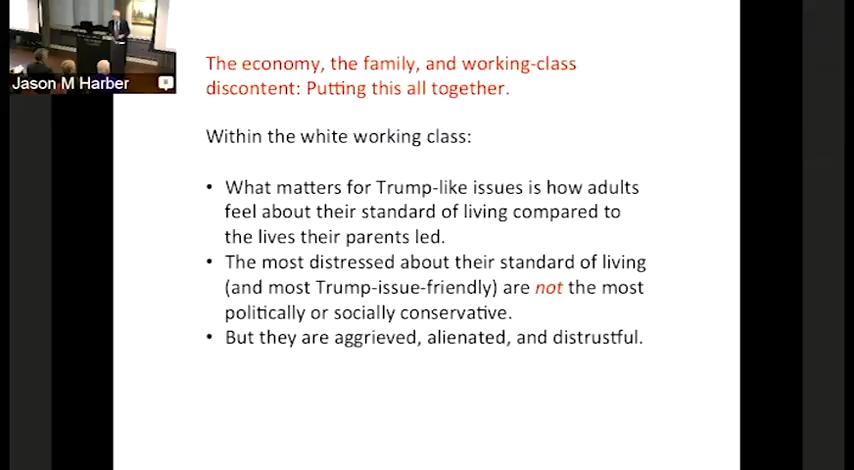 Jason M Harber
The economy, the family, and working-class
discontent: Putting this all together.
Within the white working class:
• What matters for Trump-like issues is how adults
feel about their standard of living compared to
the lives their parents led.
• The most distressed about their standard of living
(and most Trump-issue-friendly) are not the most
politically or socially conservative.
• But they are aggrieved, alienated, and distrustful.